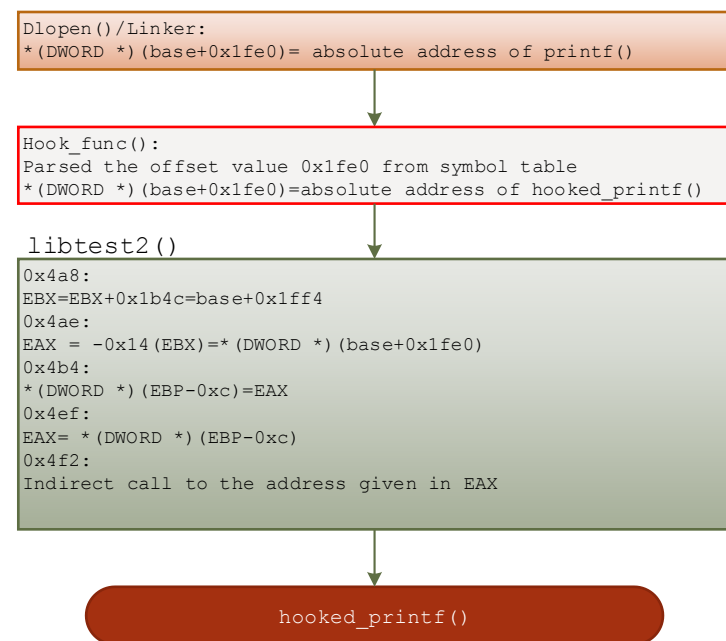 Dlopen()/Linker:
*(DWORD *)(base+0x1fe0)= absolute address of printf()
Hook_func():
Parsed the offset value 0x1fe0 from symbol table
*(DWORD *)(base+0x1fe0)=absolute address of hooked_printf()
libtest2()
0x4a8:
EBX=EBX+0x1b4c=base+0x1ff4
0x4ae:
EAX = -0x14(EBX)=*(DWORD *)(base+0x1fe0)
0x4b4:
*(DWORD *)(EBP-0xc)=EAX
0x4ef:
EAX= *(DWORD *)(EBP-0xc)
0x4f2:
Indirect call to the address given in EAX
hooked_printf()